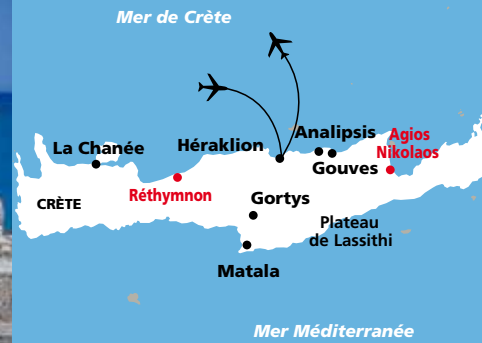 Mer de Crète
La Chanée
Héraklion
Analipsis
Agios
Nikolaos
Gouves
CRÈTE
Réthymnon
Gortys
Plateau
de Lassithi
Matala
Mer Méditerranée